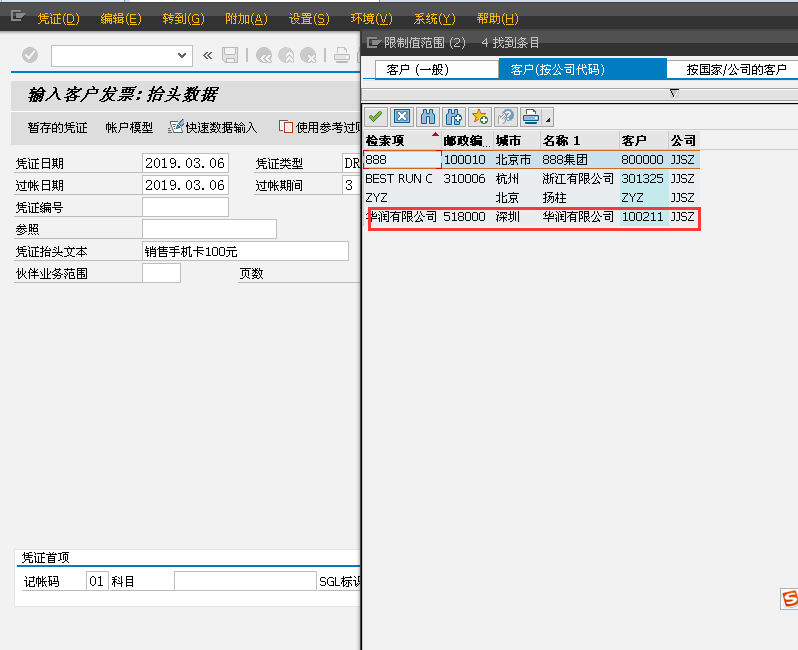 凭证(D) 编辑(E) 转到(G) 附加(A) 设置(S) 环境(V) 系统(Y) 帮助(H)
输入客户发票:抬头数据
暂存的凭证 帐户模型 快速数据输入 使用参考过
凭证日期 2019.03.06 凭证类型 DR
过帐日期 2019.03.06 过帐期间 3
凭证编号
参照
凭证抬头文本 销售手机卡100元
伙伴业务范围 页数
凭证首项
记帐码 01 科目 SGL标识
限制值范围 (2) 4 找到条目
客户 (一般) 客户(按公司代码) 按国家/公司的客户
检索项 邮政编... 城市 名称 1 客户 公司
888 100010 北京市 888集团 800000 JJSZ
BEST RUN C 310006 杭州 浙江有限公司 301325 JJSZ
ZYZ 北京 扬柱 ZYZ JJSZ
华润有限公司 518000 深圳 华润有限公司 100211 JJSZ